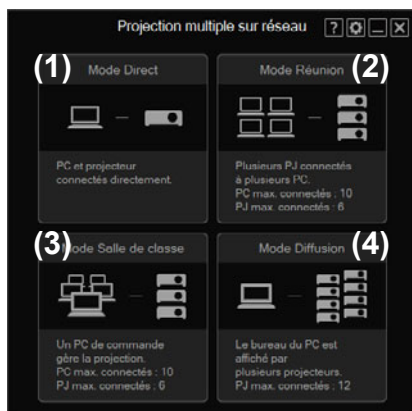 Projection multiple sur réseau
(1)
Mode Direct
PC et projecteur
connectés directement.
Mode Réunion
(2)
Plusieurs PJ connectés
à plusieurs PC.
PC max. connectés : 10
PJ max. connectés : 6
(3)
Mode Salle de classe
Un PC de commande
gère la projection.
PC max. connectés : 10
PJ max. connectés : 6
Mode Diffusion
(4)
Le bureau du PC est
affiché par
plusieurs projecteurs.
PJ max. connectés : 12